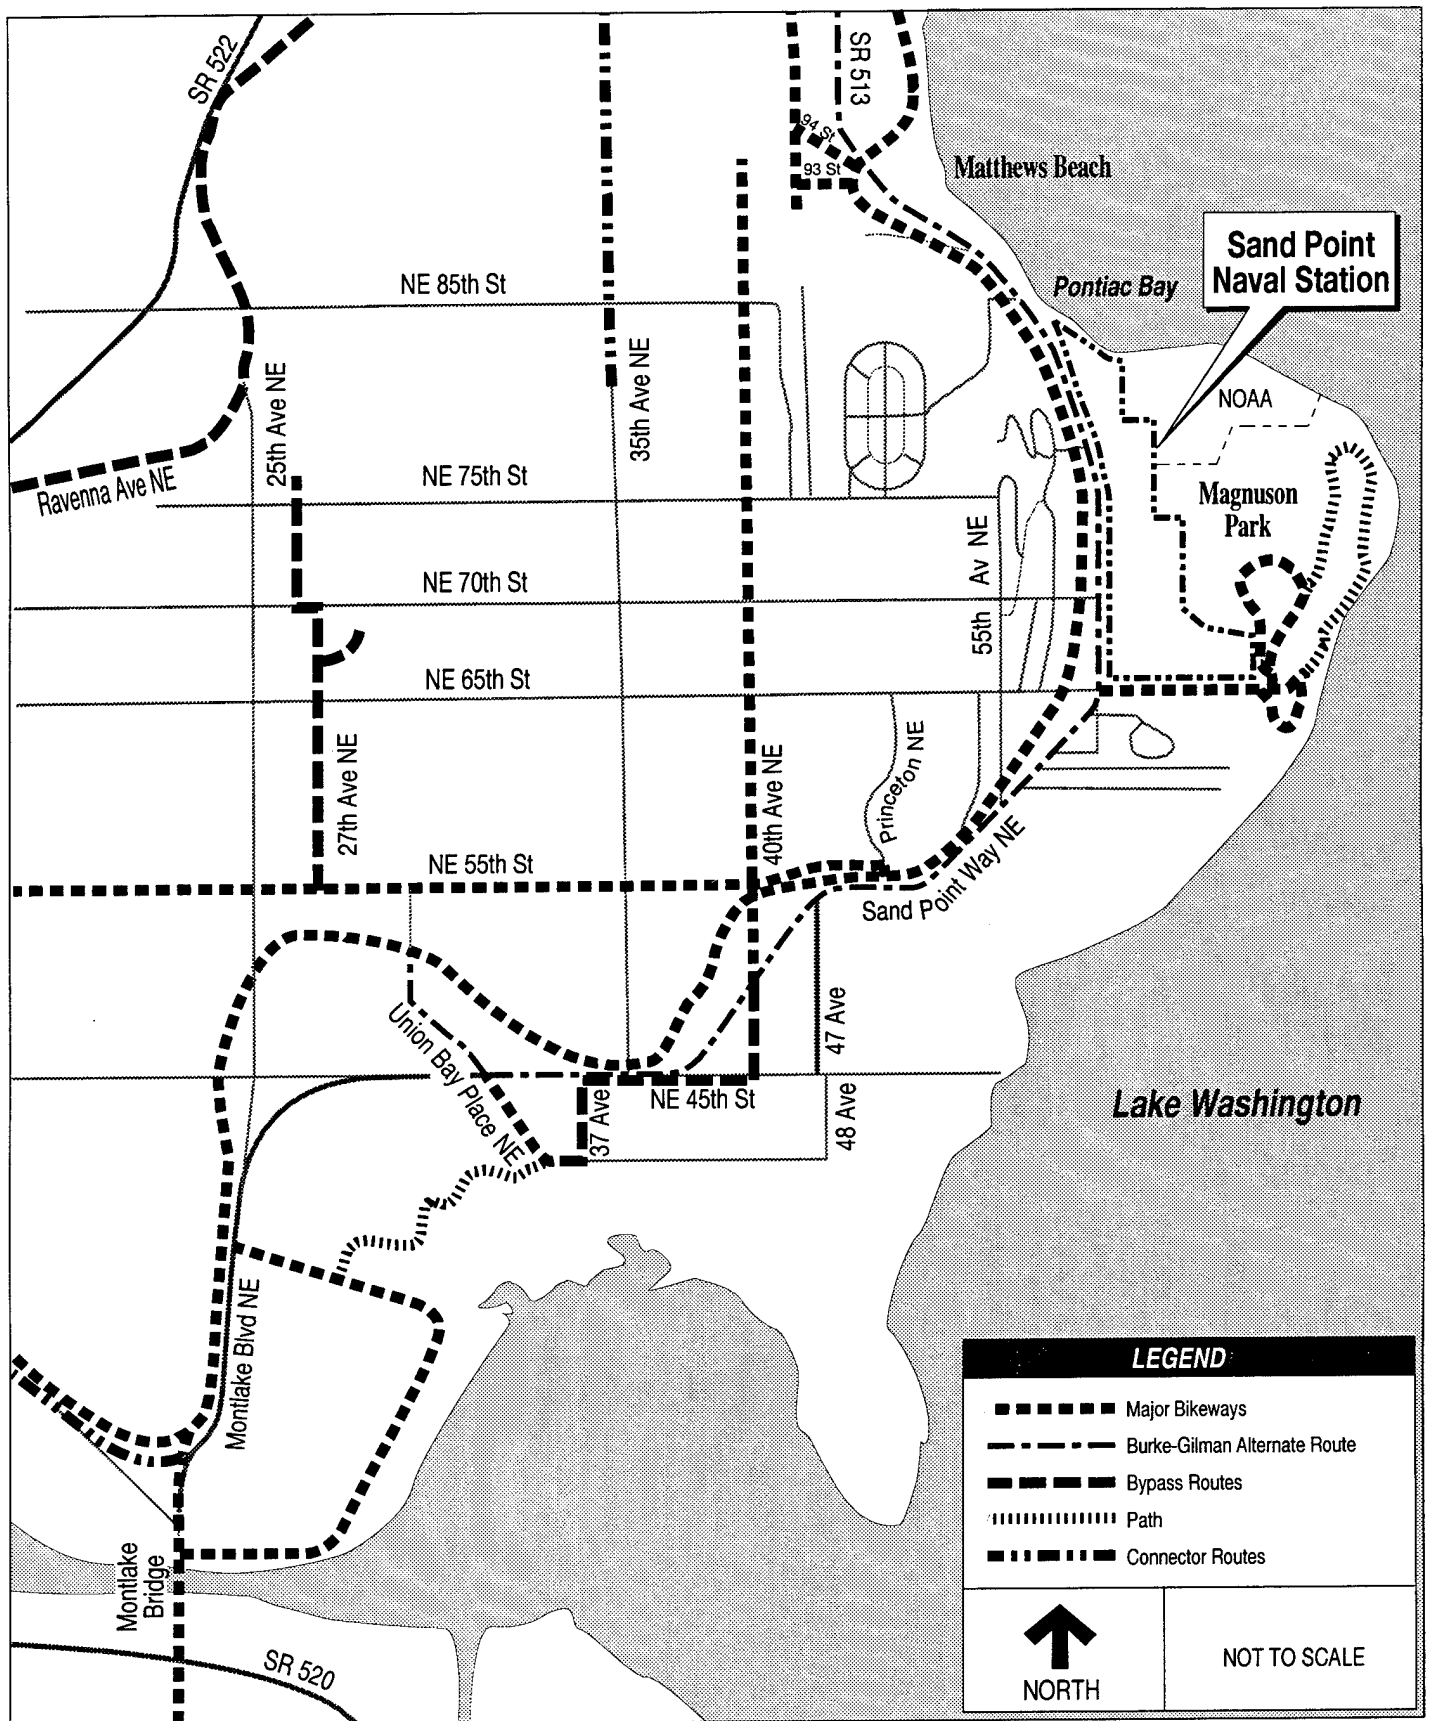 SR 522
SR 513
94 St
93 St
Matthews Beach
Sand Point
Naval Station
Pontiac Bay
NE 85th St
25th Ave NE
35th Ave NE
NOAA
Ravenna Ave NE
NE 75th St
Magnuson
Park
55th Av NE
NE 70th St
NE 65th St
27th Ave NE
40th Ave NE
Princeton NE
NE 55th St
Sand Point Way NE
47 Ave
Union Bay Place NE
37 Ave
NE 45th St
48 Ave
Lake Washington
Montlake Blvd NE
Montlake
Bridge
SR 520
LEGEND
Major Bikeways
Burke-Gilman Alternate Route
Bypass Routes
Path
Connector Routes
NORTH
NOT TO SCALE